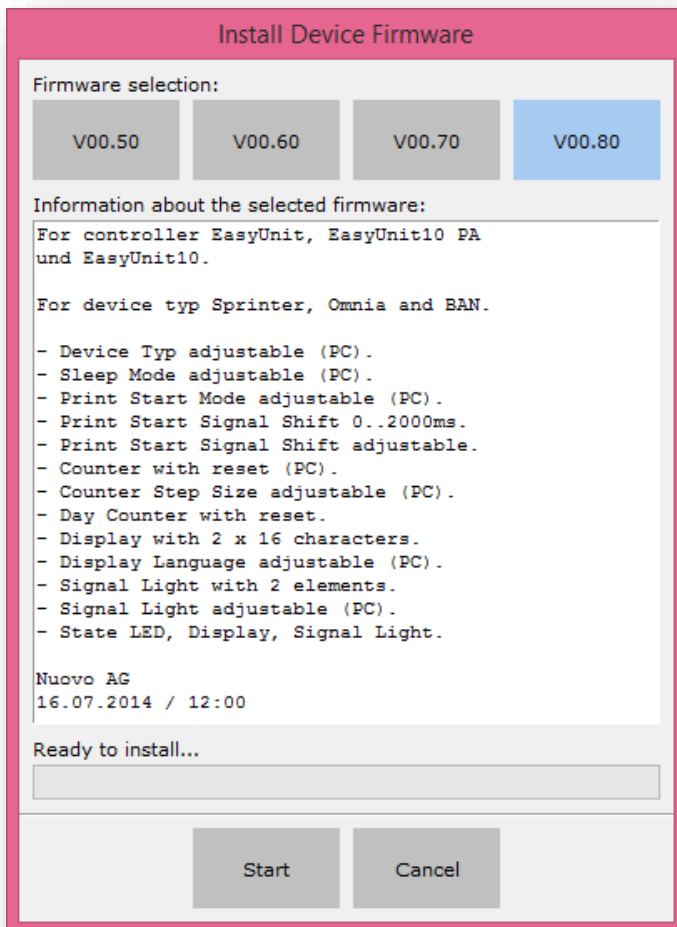 Install Device Firmware
Firmware selection:
V00.50 V00.60 V00.70 V00.80
Information about the selected firmware:
For controller EasyUnit, EasyUnit10 PA
und EasyUnit10.
For device typ Sprinter, Omnia and BAN.
- Device Typ adjustable (PC).
- Sleep Mode adjustable (PC).
- Print Start Mode adjustable (PC).
- Print Start Signal Shift 0..2000ms.
- Print Start Signal Shift adjustable.
- Counter with reset (PC).
- Counter Step Size adjustable (PC).
- Day Counter with reset.
- Display with 2 x 16 characters.
- Display Language adjustable (PC).
- Signal Light with 2 elements.
- Signal Light adjustable (PC).
- State LED, Display, Signal Light.
Nuovo AG
16.07.2014 / 12:00
Ready to install...
Start Cancel